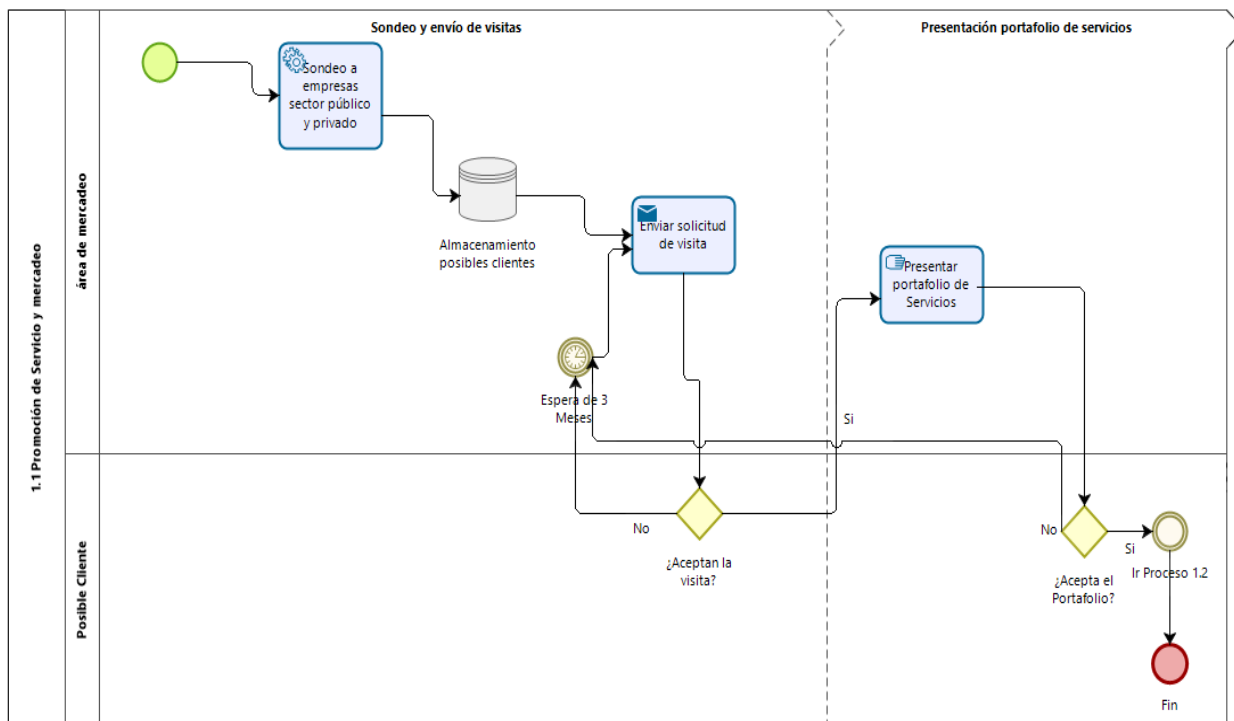 Sondeo y envío de visitas
Presentación portafolio de servicios
1.1 Promoción de Servicio y mercadeo
área de mercadeo
Sondeo a
empresas
sector público
y privado
Almacenamiento
posibles clientes
Enviar solicitud
de visita
Presentar
portafolio de
Servicios
Espera de 3
Meses
Si
Posible Cliente
No
¿Aceptan la
visita?
No
Si
¿Acepta el
Portafolio?
Ir Proceso 1.2
Fin